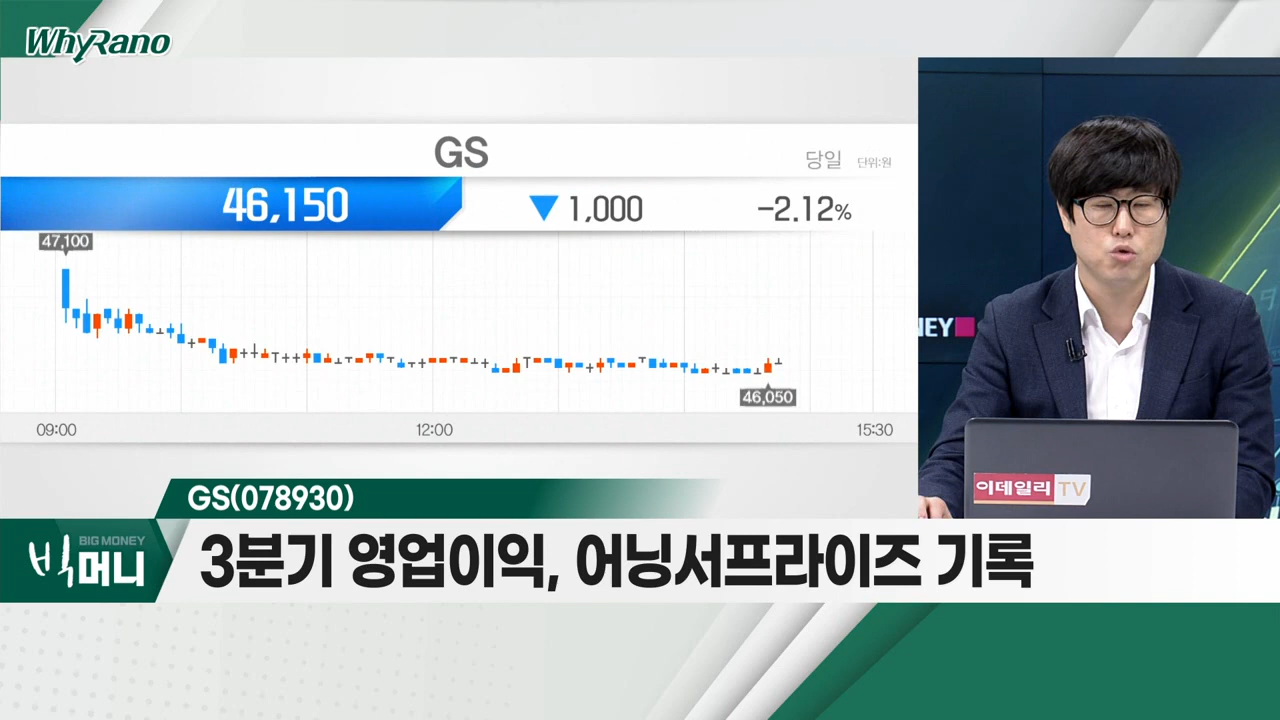 WhyRano
GS
당일 단위:원
46,150 ▼ 1,000 -2.12%
47,100
46,050
09:00 12:00 15:30
NEY
이데일리 TV
GS(078930)
BIG MONEY
빅머니
3분기 영업이익, 어닝서프라이즈 기록